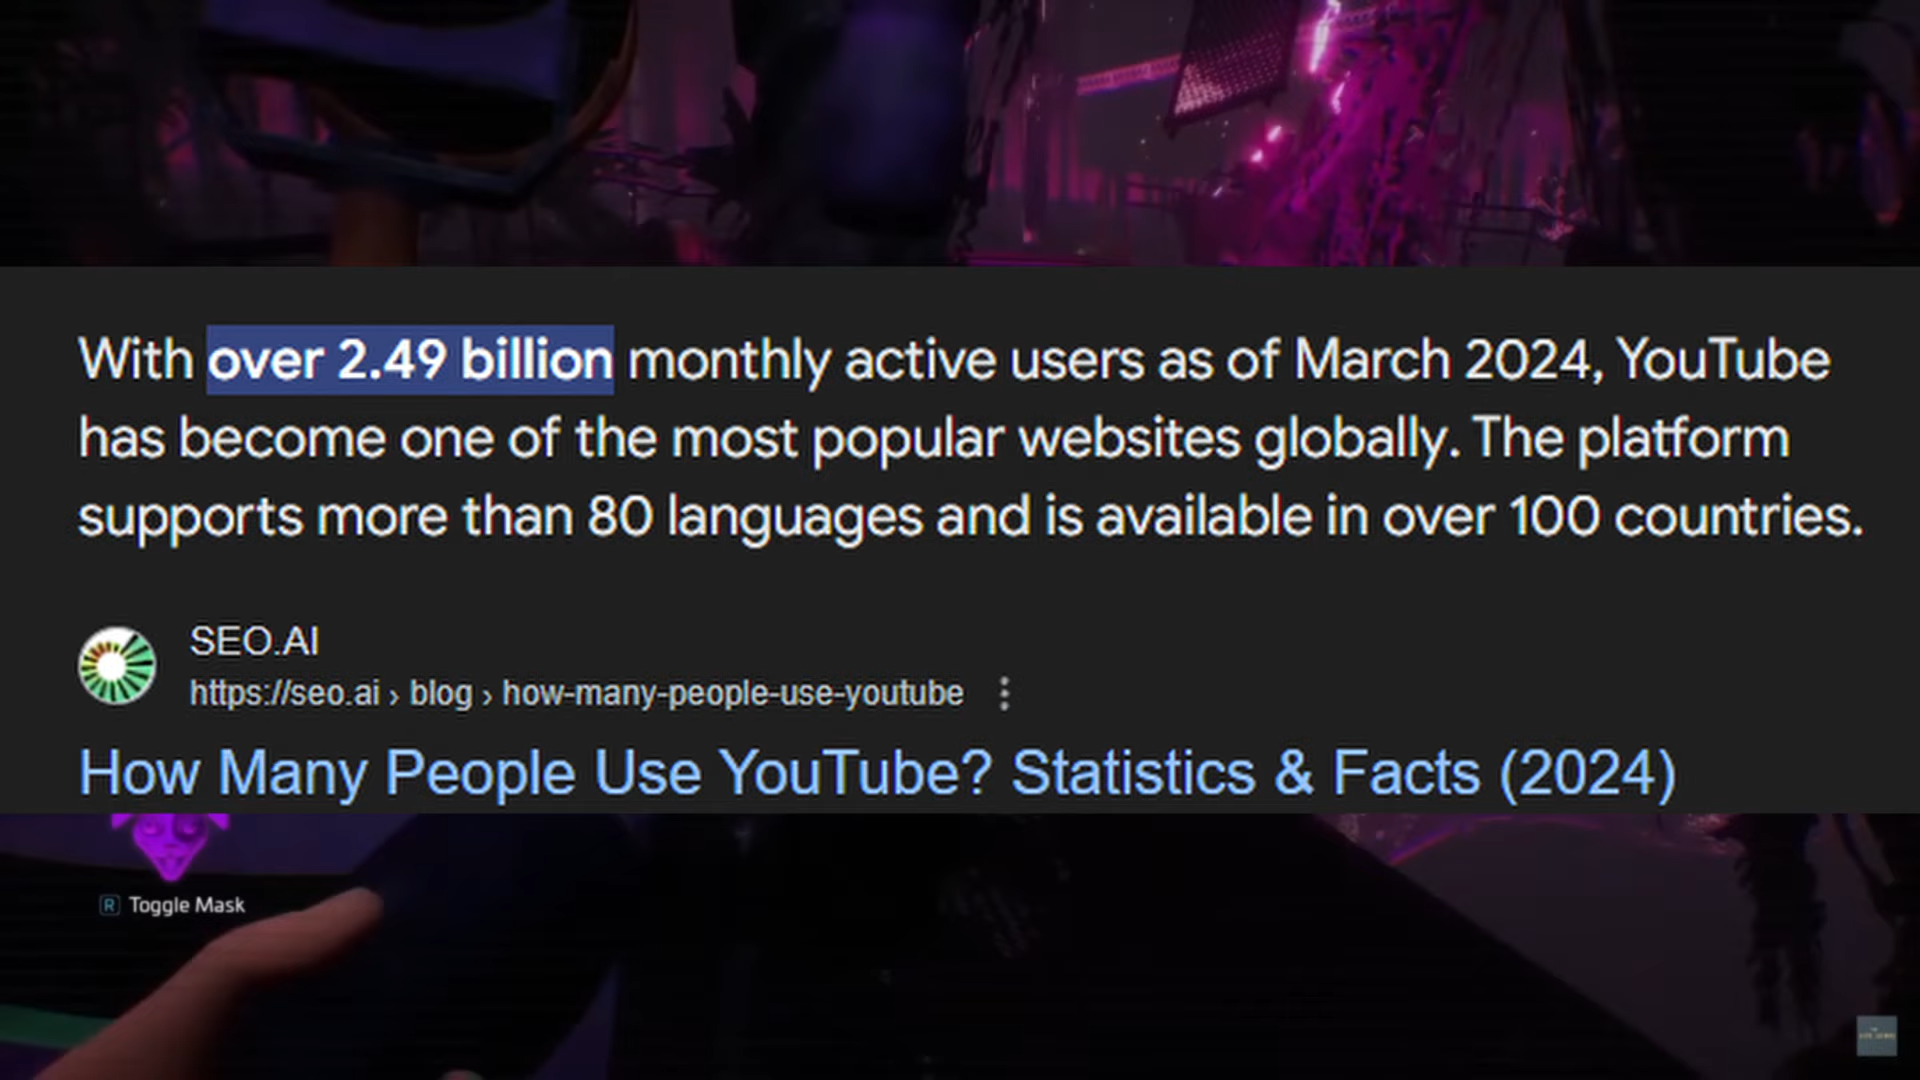 With over 2.49 billion monthly active users as of March 2024, YouTube
has become one of the most popular websites globally. The platform
supports more than 80 languages and is available in over 100 countries.
SEO.AI
https://seo.ai › blog › how-many-people-use-youtube
How Many People Use YouTube? Statistics & Facts (2024)
R Toggle Mask